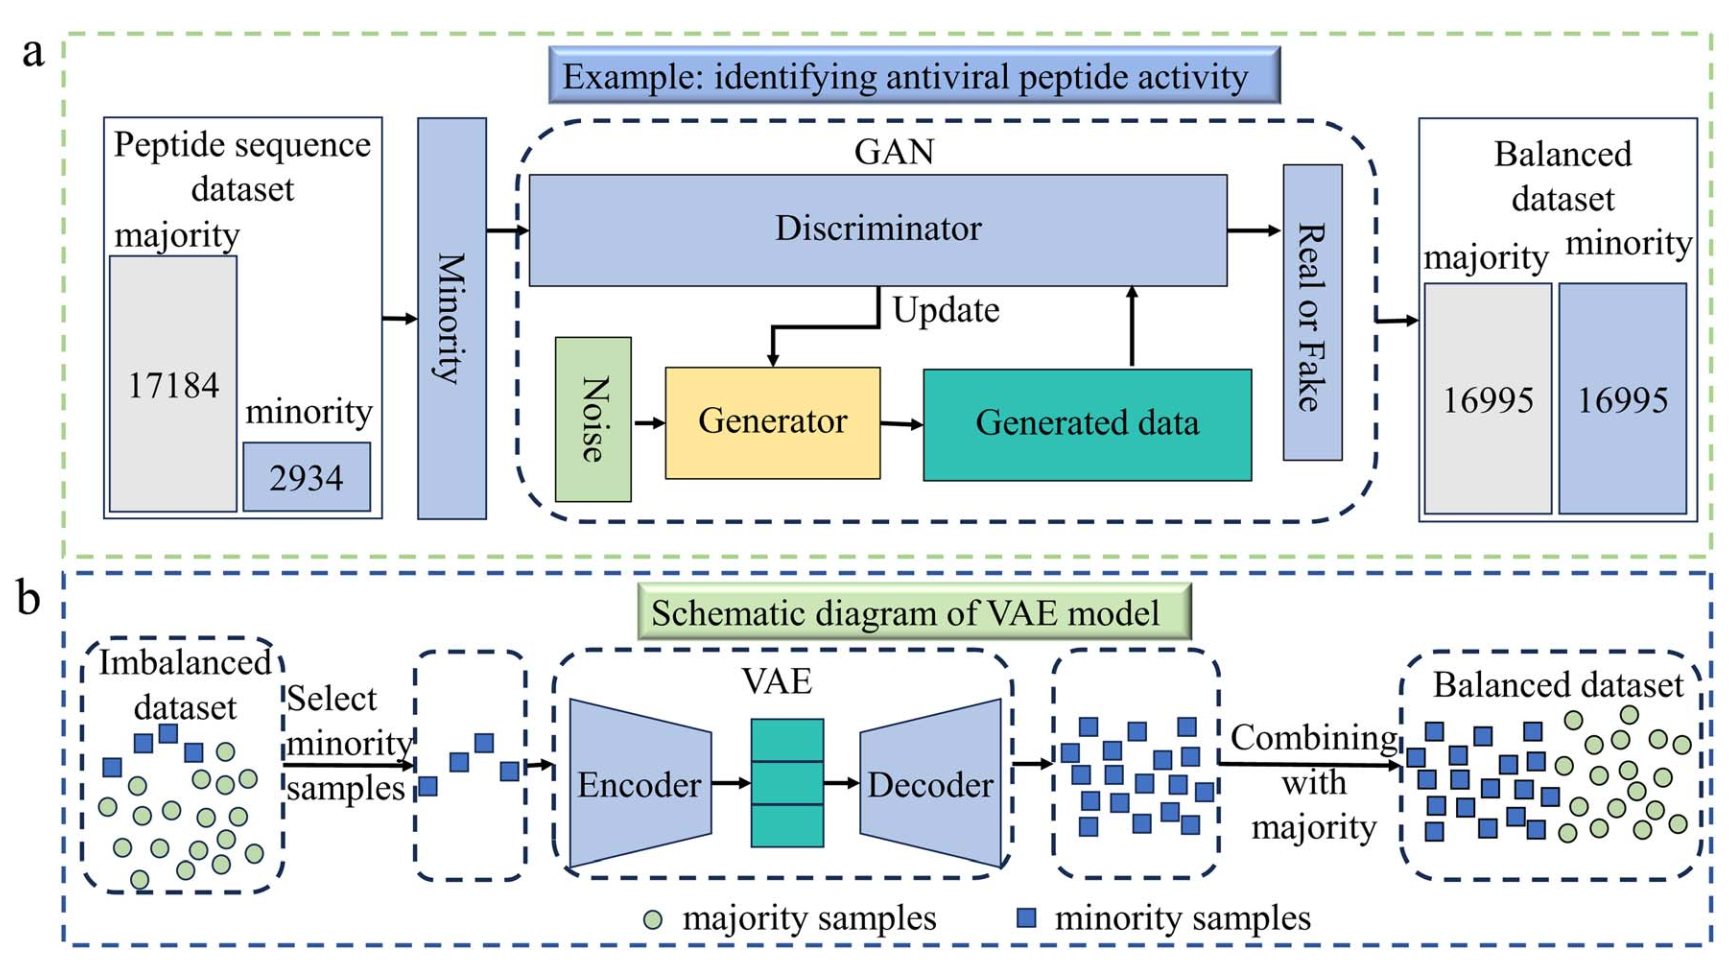 a
Example: identifying antiviral peptide activity
Peptide sequence
dataset
majority
17184
minority
2934
Minority
GAN
Discriminator
Update
Noise
Generator
Generated data
Real or Fake
Balanced
dataset
majority
minority
16995
16995
b
Schematic diagram of VAE model
Imbalanced
dataset
Select
minority
samples
VAE
Encoder
Decoder
Combining
with
majority
Balanced dataset
majority samples
minority samples